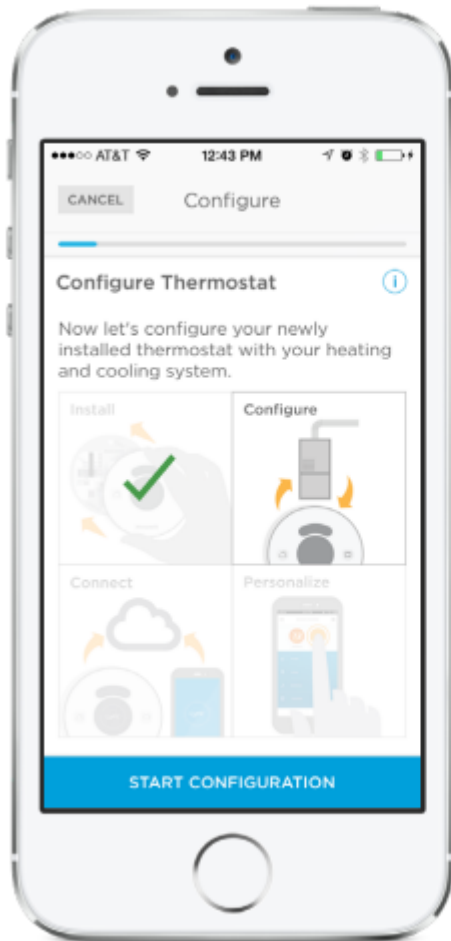 ●●●○○ AT&T 12:43 PM
CANCEL Configure
Configure Thermostat i
Now let's configure your newly
installed thermostat with your heating
and cooling system.
Install Configure
Connect Personalize
START CONFIGURATION